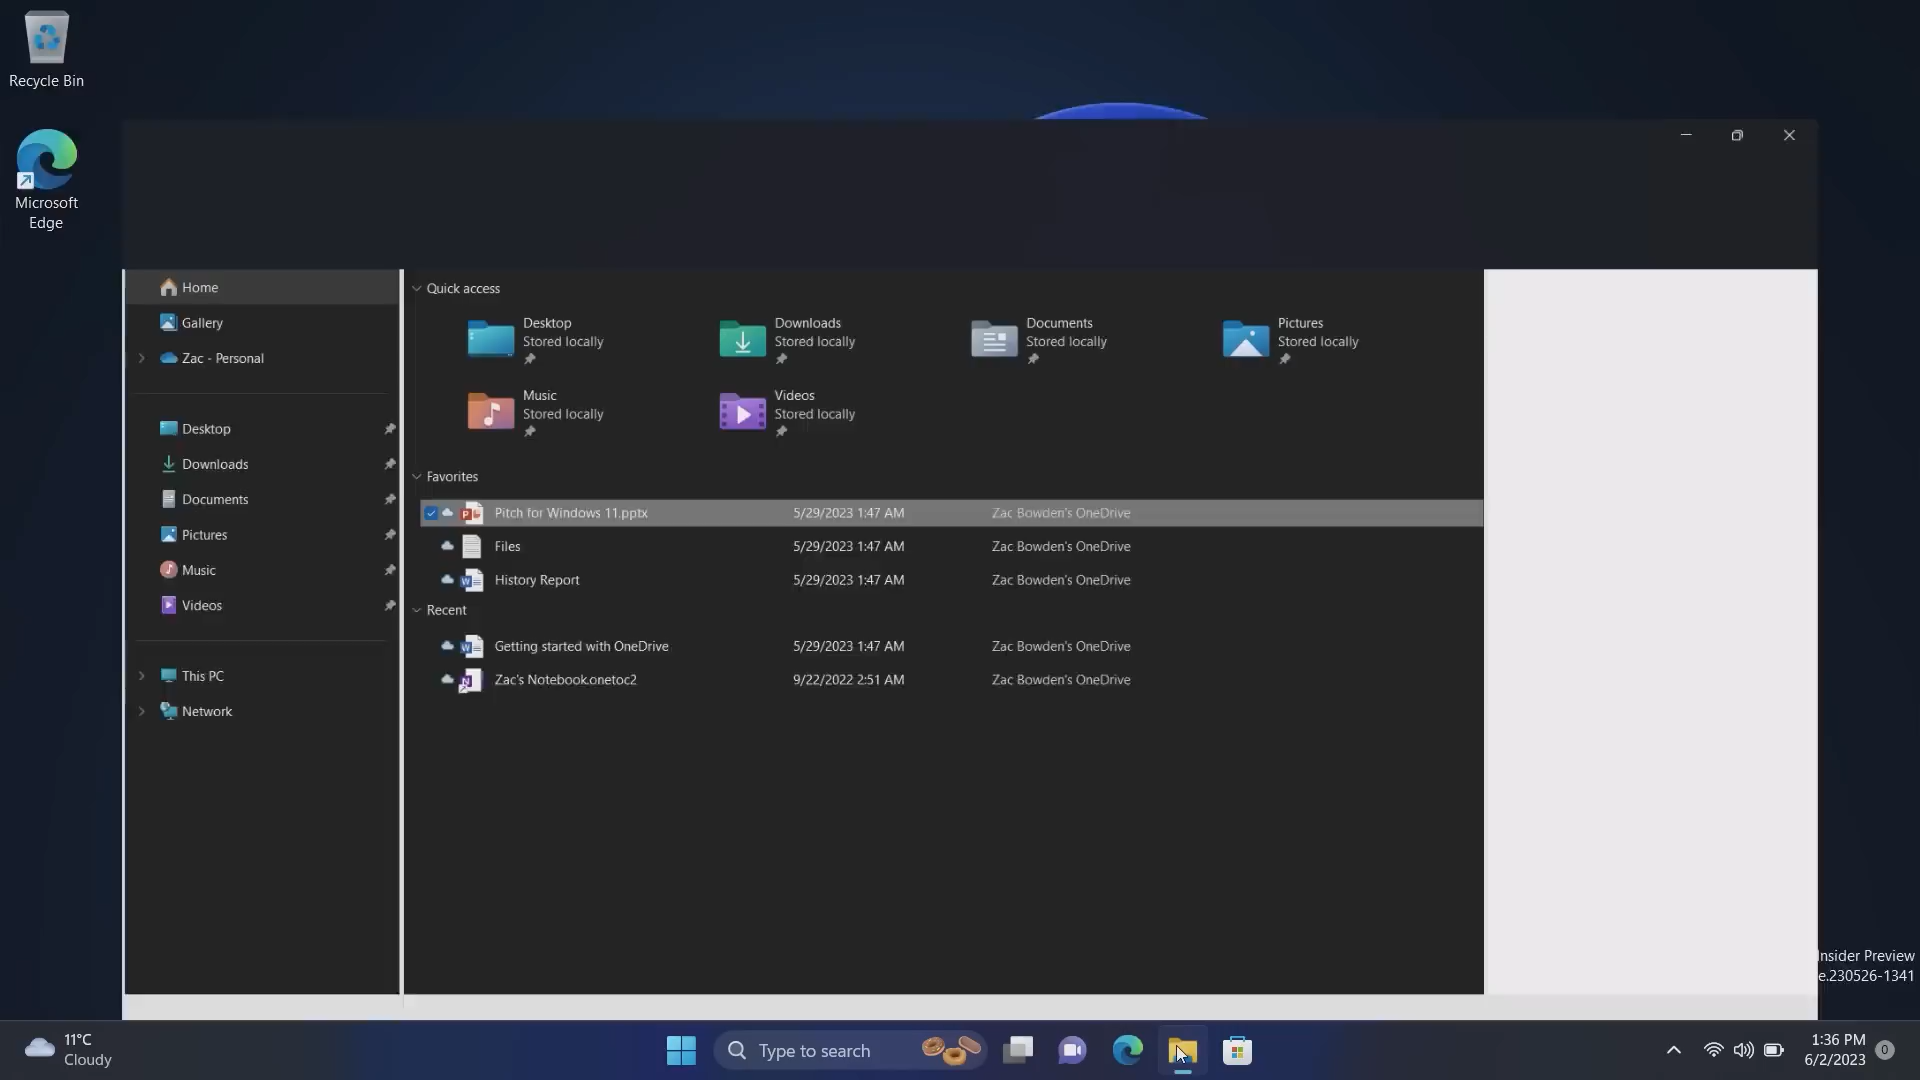 Recycle Bin
Microsoft
Edge
Home
Gallery
Zac - Personal
Desktop
Downloads
Documents
Pictures
Music
Videos
This PC
Network
Quick access
Desktop
Stored locally
Downloads
Stored locally
Documents
Stored locally
Pictures
Stored locally
Music
Stored locally
Videos
Stored locally
Favorites
Pitch for Windows 11.pptx 5/29/2023 1:47 AM Zac Bowden's OneDrive
Files 5/29/2023 1:47 AM Zac Bowden's OneDrive
History Report 5/29/2023 1:47 AM Zac Bowden's OneDrive
Recent
Getting started with OneDrive 5/29/2023 1:47 AM Zac Bowden's OneDrive
Zac's Notebook.onetoc2 9/22/2022 2:51 AM Zac Bowden's OneDrive
Insider Preview
e.230526-1341
11°C
Cloudy
Type to search
1:36 PM
6/2/2023
0